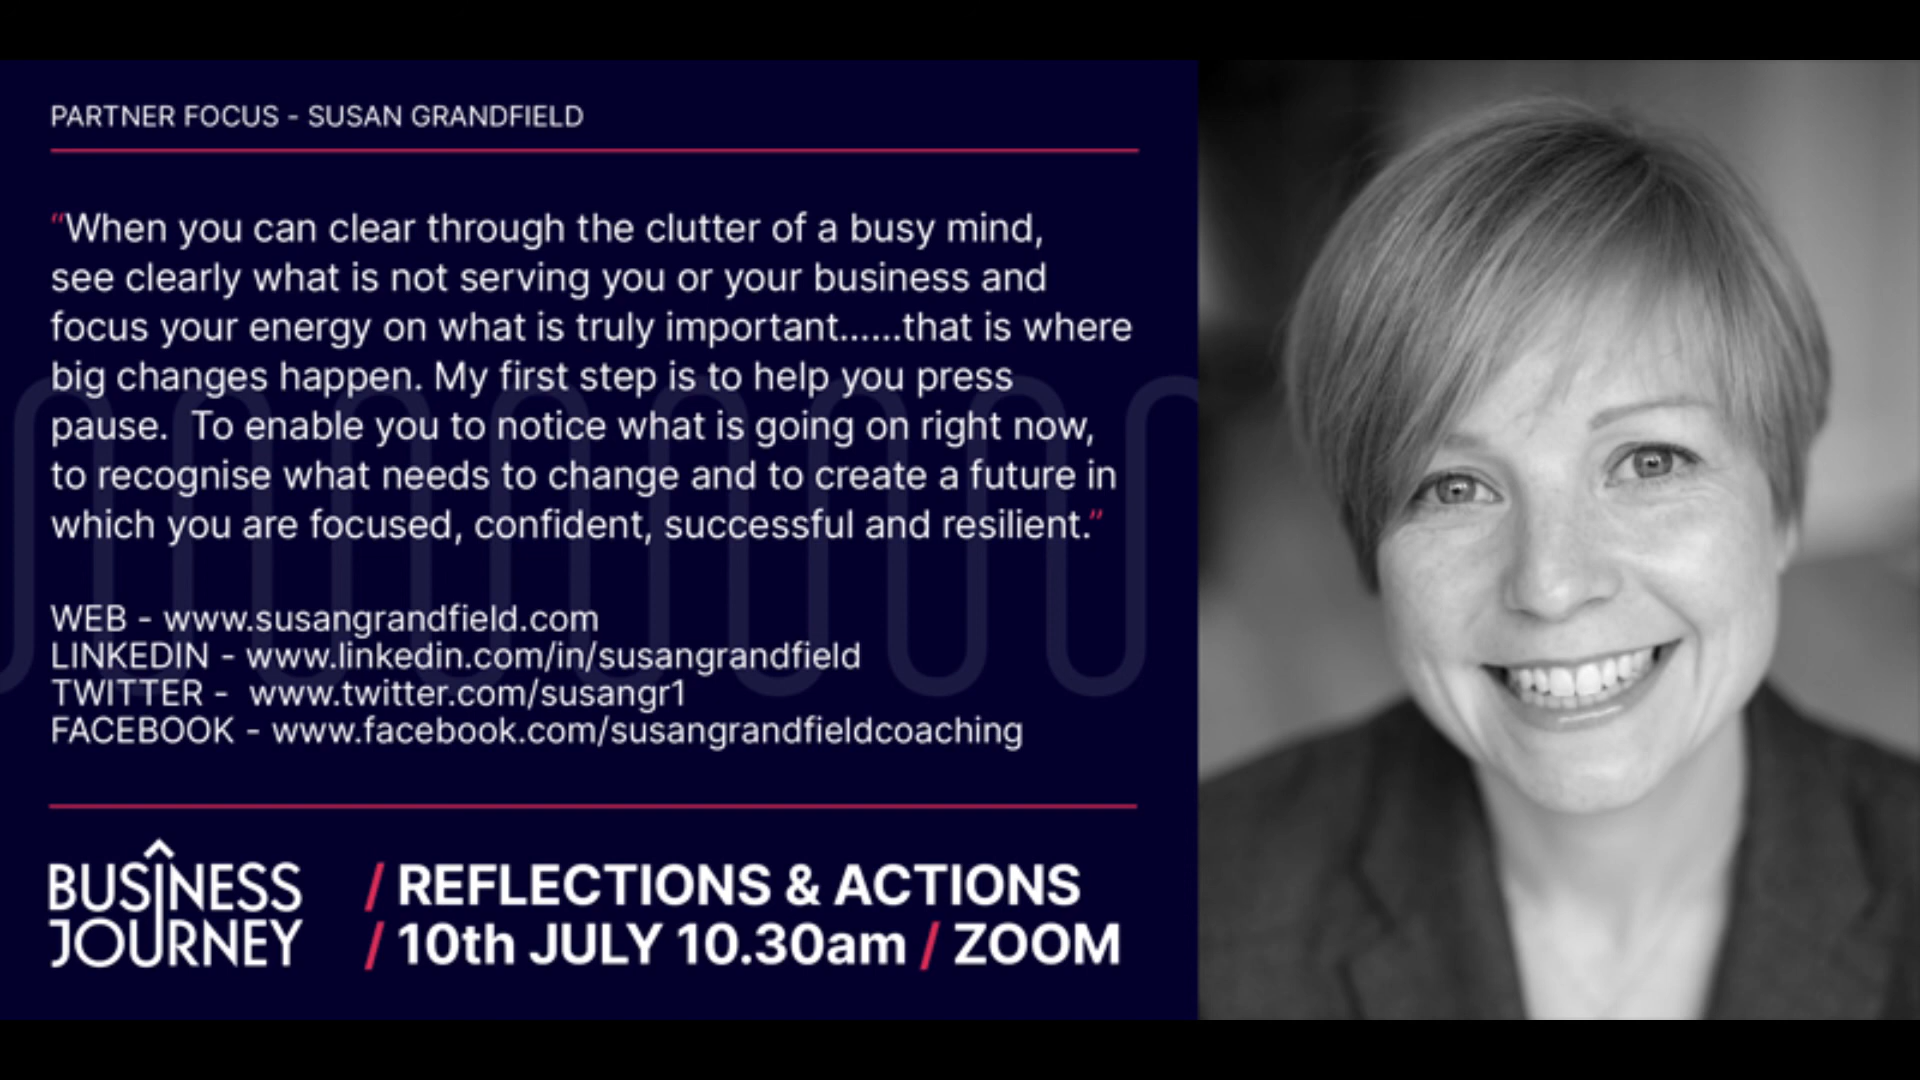 PARTNER FOCUS - SUSAN GRANDFIELD
“When you can clear through the clutter of a busy mind,
see clearly what is not serving you or your business and
focus your energy on what is truly important......that is where
big changes happen. My first step is to help you press
pause.  To enable you to notice what is going on right now,
to recognise what needs to change and to create a future in
which you are focused, confident, successful and resilient.”
WEB - www.susangrandfield.com
LINKEDIN - www.linkedin.com/in/susangrandfield
TWITTER -  www.twitter.com/susangr1
FACEBOOK - www.facebook.com/susangrandfieldcoaching
BUSINESS
JOURNEY
/ REFLECTIONS & ACTIONS
/ 10th JULY 10.30am / ZOOM